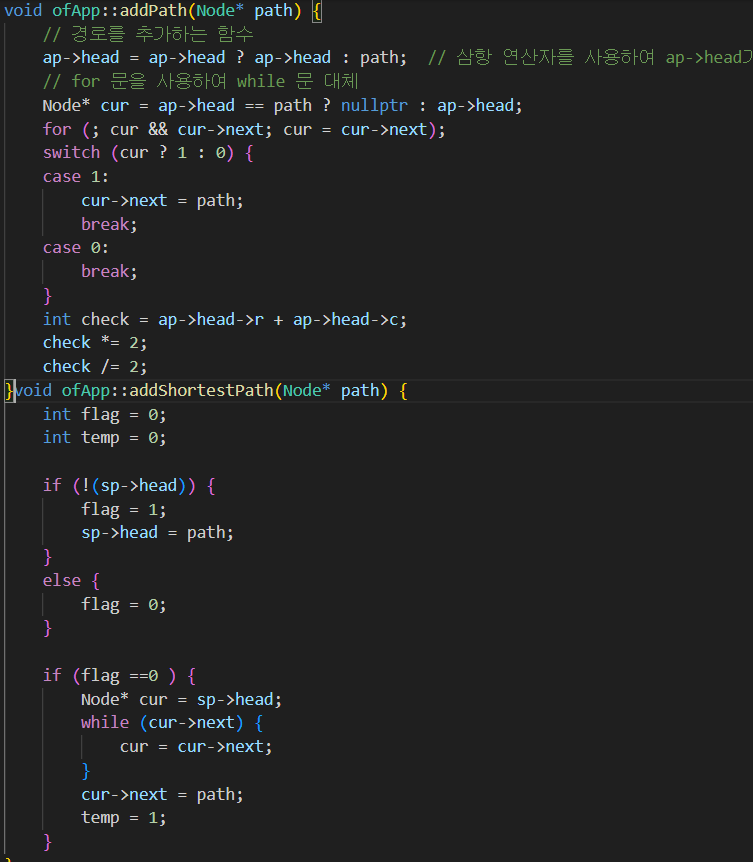 void ofApp::addPath(Node* path) {
    // 경로를 추가하는 함수
    ap->head = ap->head ? ap->head : path;  // 삼항 연산자를 사용하여 ap->head가
    // for 문을 사용하여 while 문 대체
    Node* cur = ap->head == path ? nullptr : ap->head;
    for (; cur && cur->next; cur = cur->next);
    switch (cur ? 1 : 0) {
    case 1:
        cur->next = path;
        break;
    case 0:
        break;
    }
    int check = ap->head->r + ap->head->c;
    check *= 2;
    check /= 2;
}void ofApp::addShortestPath(Node* path) {
    int flag = 0;
    int temp = 0;

    if (!(sp->head)) {
        flag = 1;
        sp->head = path;
    }
    else {
        flag = 0;
    }

    if (flag ==0 ) {
        Node* cur = sp->head;
        while (cur->next) {
            cur = cur->next;
        }
        cur->next = path;
        temp = 1;
    }
}